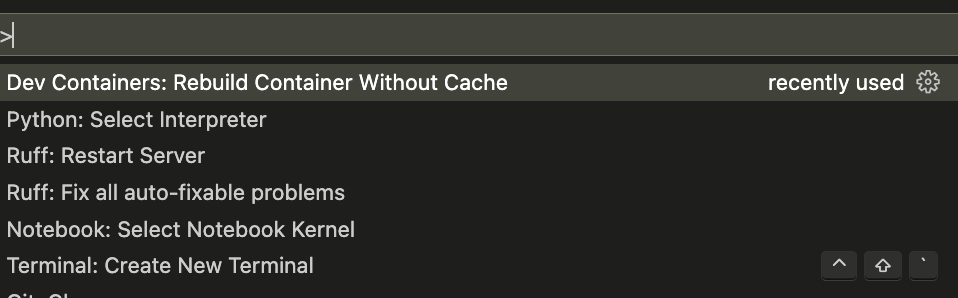 >
Dev Containers: Rebuild Container Without Cache recently used
Python: Select Interpreter
Ruff: Restart Server
Ruff: Fix all auto-fixable problems
Notebook: Select Notebook Kernel
Terminal: Create New Terminal ^ ⇧ `